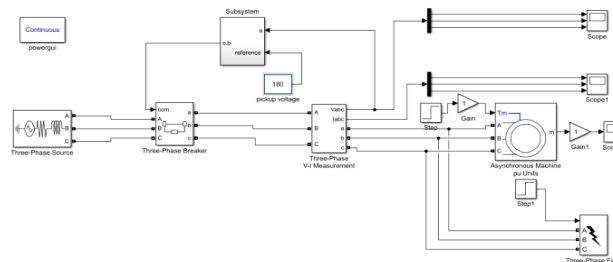 Continuous
powergui
Subsystem
a
c,b
reference
180
pickup voltage
Scope
Scope1
com
A
B
C
a
b
c
Three-Phase Source
Three-Phase Breaker
A
B
C
Vabc
Iabc
a
b
c
Three-Phase
V-I Measurement
Step
1
Gain
Tm
A
B
C
m
Asynchronous Machine
pu Units
1
Gain1
Step1
A
B
C